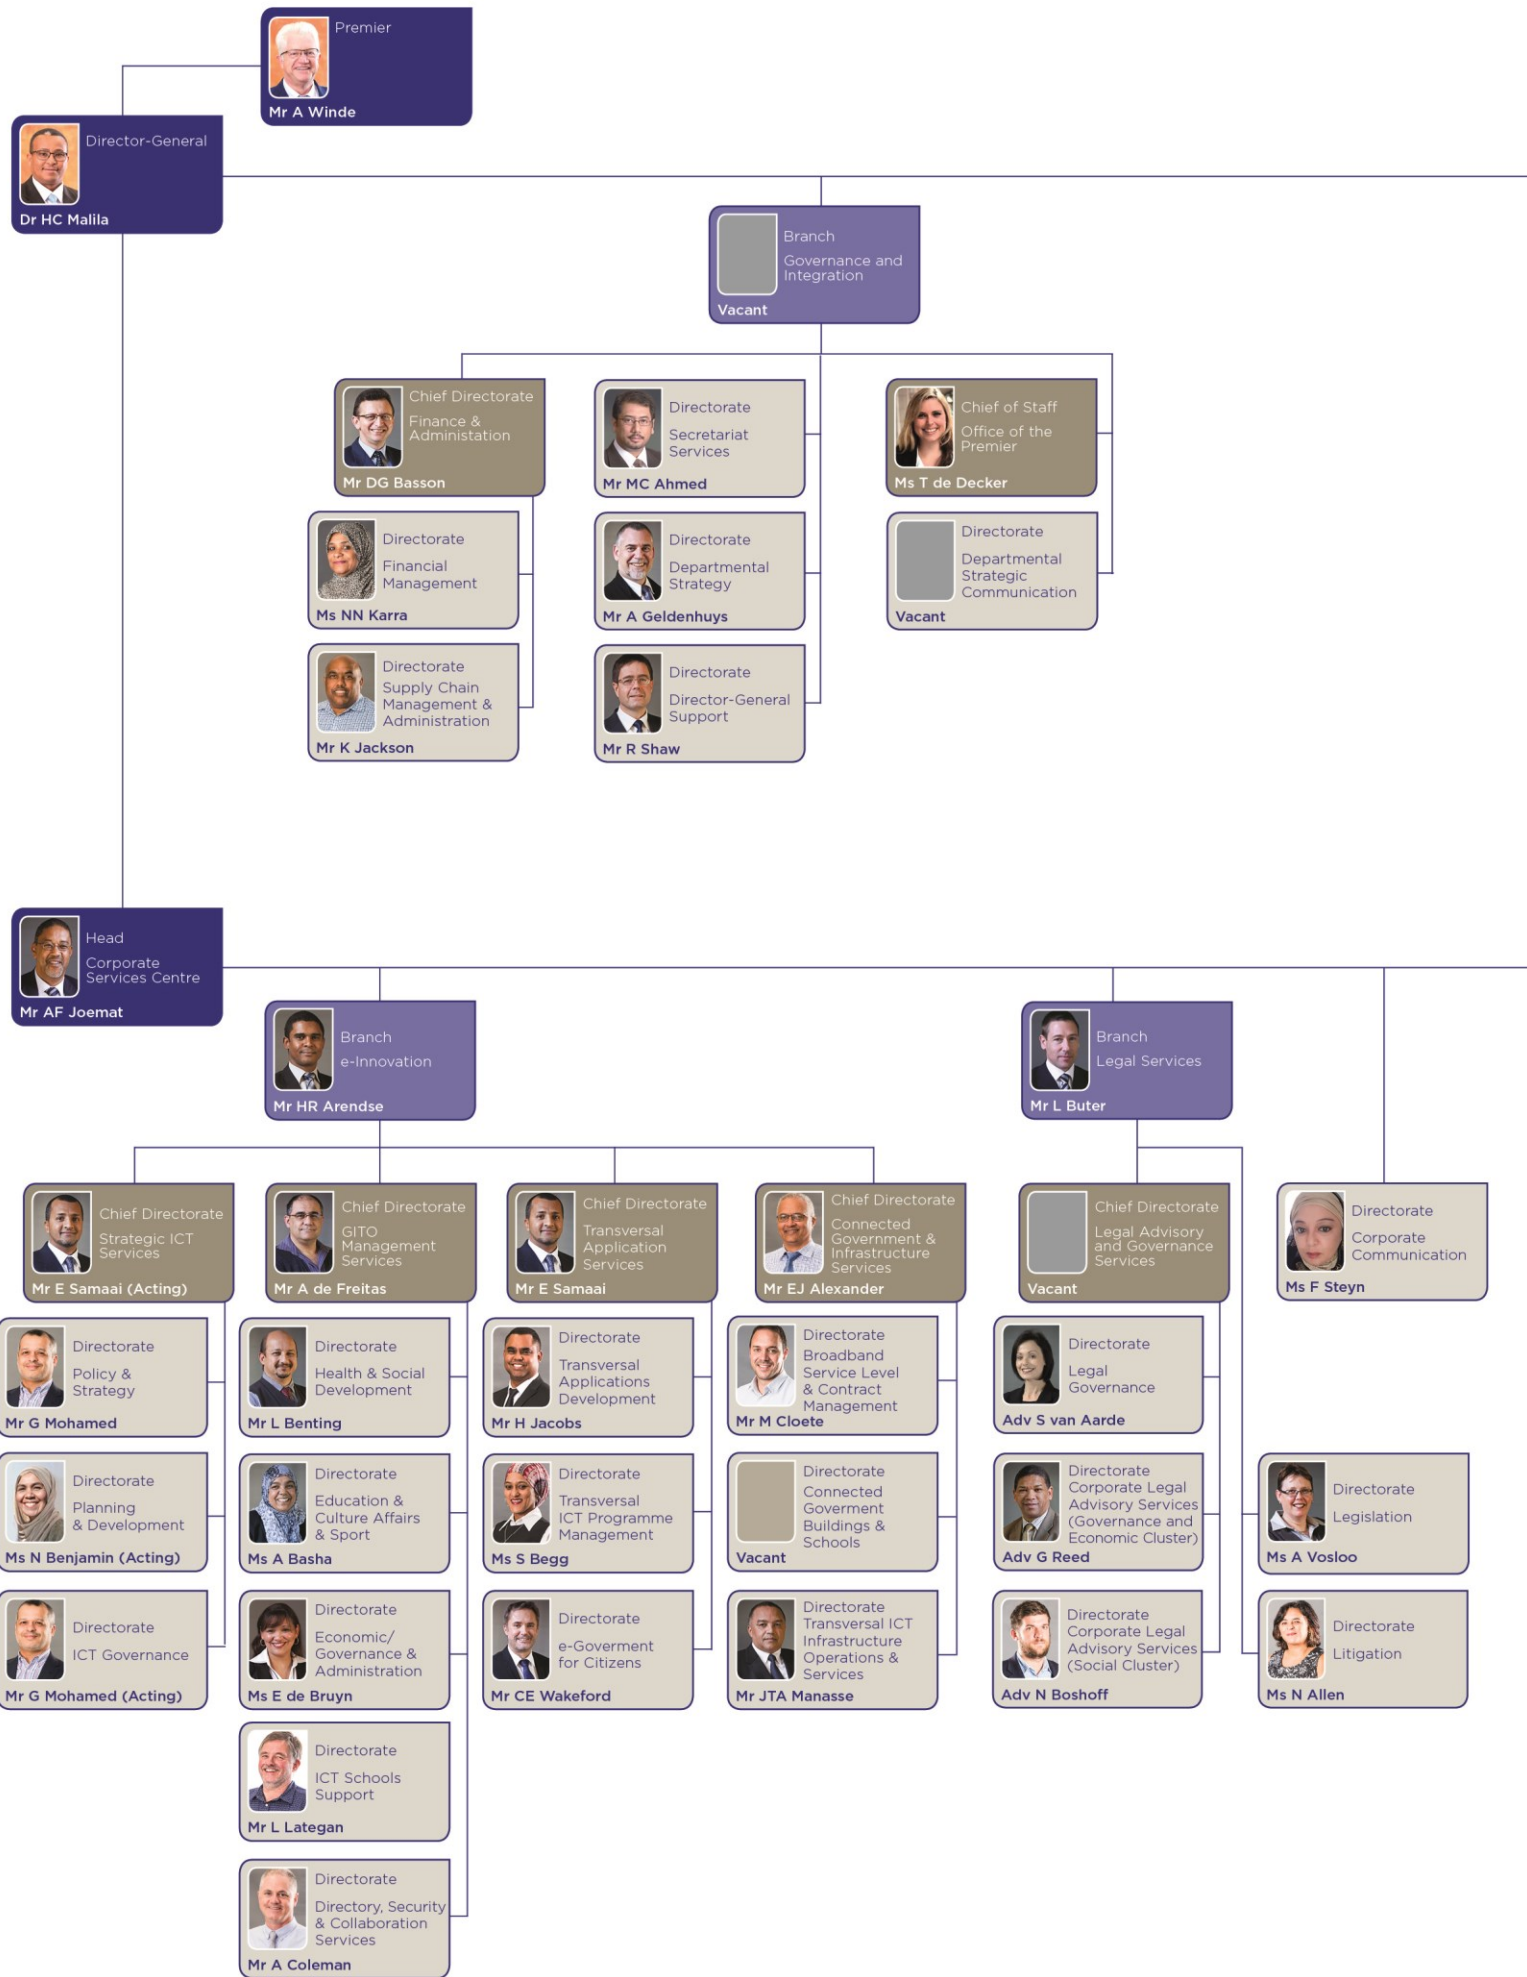 Premier
Mr A Winde
Director-General
Dr HC Malila
Branch
Governance and
Integration
Vacant
Chief Directorate
Finance &
Administation
Mr DG Basson
Directorate
Secretariat
Services
Mr MC Ahmed
Chief of Staff
Office of the
Premier
Ms T de Decker
Directorate
Financial
Management
Ms NN Karra
Directorate
Departmental
Strategy
Mr A Geldenhuys
Directorate
Departmental
Strategic
Communication
Vacant
Directorate
Supply Chain
Management &
Administration
Mr K Jackson
Directorate
Director-General
Support
Mr R Shaw
Head
Corporate
Services Centre
Mr AF Joemat
Branch
e-Innovation
Mr HR Arendse
Branch
Legal Services
Mr L Buter
Chief Directorate
Strategic ICT
Services
Mr E Samaai (Acting)
Chief Directorate
GITO
Management
Services
Mr A de Freitas
Chief Directorate
Transversal
Application
Services
Mr E Samaai
Chief Directorate
Connected
Government &
Infrastructure
Services
Mr EJ Alexander
Chief Directorate
Legal Advisory
and Governance
Services
Vacant
Directorate
Corporate
Communication
Ms F Steyn
Directorate
Policy &
Strategy
Mr G Mohamed
Directorate
Health & Social
Development
Mr L Benting
Directorate
Transversal
Applications
Development
Mr H Jacobs
Directorate
Broadband
Service Level
& Contract
Management
Mr M Cloete
Directorate
Legal
Governance
Adv S van Aarde
Directorate
Planning
& Development
Ms N Benjamin (Acting)
Directorate
Education &
Culture Affairs
& Sport
Ms A Basha
Directorate
Transversal
ICT Programme
Management
Ms S Begg
Directorate
Connected
Goverment
Buildings &
Schools
Vacant
Directorate
Corporate Legal
Advisory Services
(Governance and
Economic Cluster)
Adv G Reed
Directorate
Legislation
Ms A Vosloo
Directorate
ICT Governance
Mr G Mohamed (Acting)
Directorate
Economic/
Governance &
Administration
Ms E de Bruyn
Directorate
e-Goverment
for Citizens
Mr CE Wakeford
Directorate
Transversal ICT
Infrastructure
Operations &
Services
Mr JTA Manasse
Directorate
Corporate Legal
Advisory Services
(Social Cluster)
Adv N Boshoff
Directorate
Litigation
Ms N Allen
Directorate
ICT Schools
Support
Mr L Lategan
Directorate
Directory, Security
& Collaboration
Services
Mr A Coleman